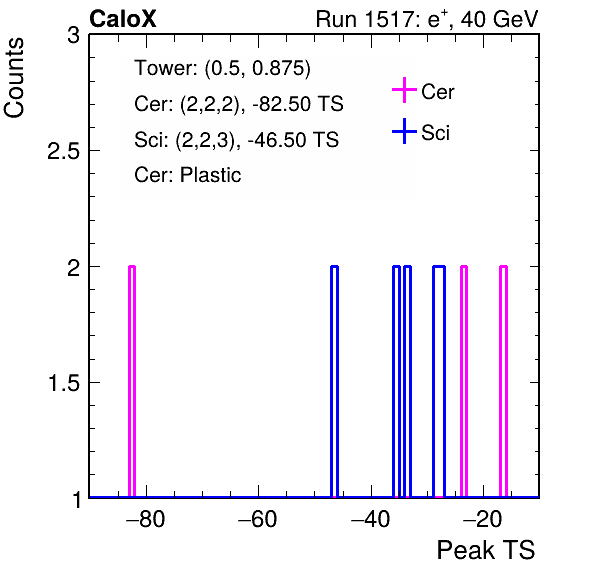 CaloX Run 1517: e⁺, 40 GeV
Counts
Tower: (0.5, 0.875)
Cer: (2,2,2), -82.50 TS
Sci: (2,2,3), -46.50 TS
Cer: Plastic
Cer
Sci
3
2.5
2
1.5
1
−80 −60 −40 −20
Peak TS